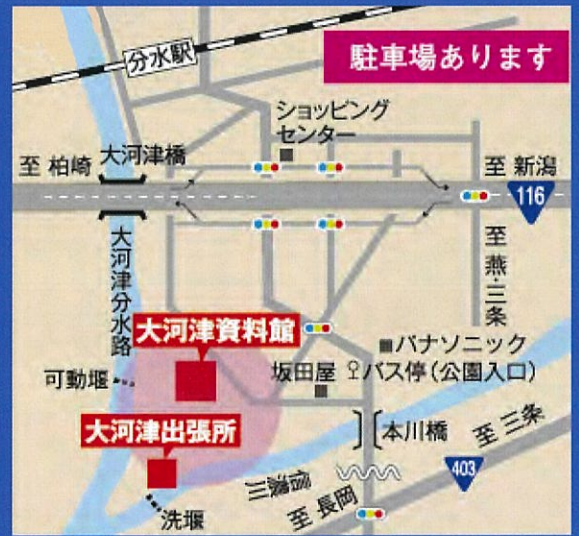 分水駅
駐車場あります
ショッピング
センター
至 柏崎
大河津橋
至 新潟
116
大河津分水路
至 燕・三条
大河津資料館
可動堰
坂田屋
パナソニック
バス停(公園入口)
大河津出張所
本川橋
至 三条
403
信濃川
至 長岡
洗堰